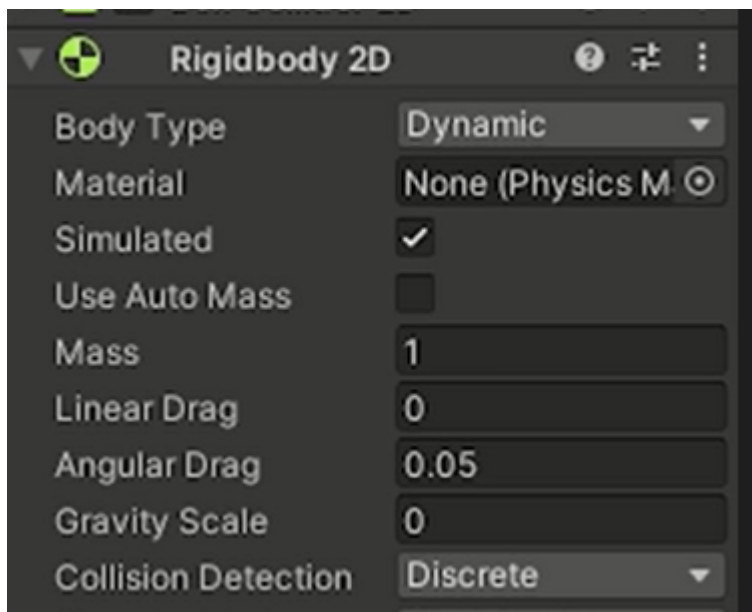 Rigidbody 2D
Body Type Dynamic
Material None (Physics M
Simulated
Use Auto Mass
Mass 1
Linear Drag 0
Angular Drag 0.05
Gravity Scale 0
Collision Detection Discrete